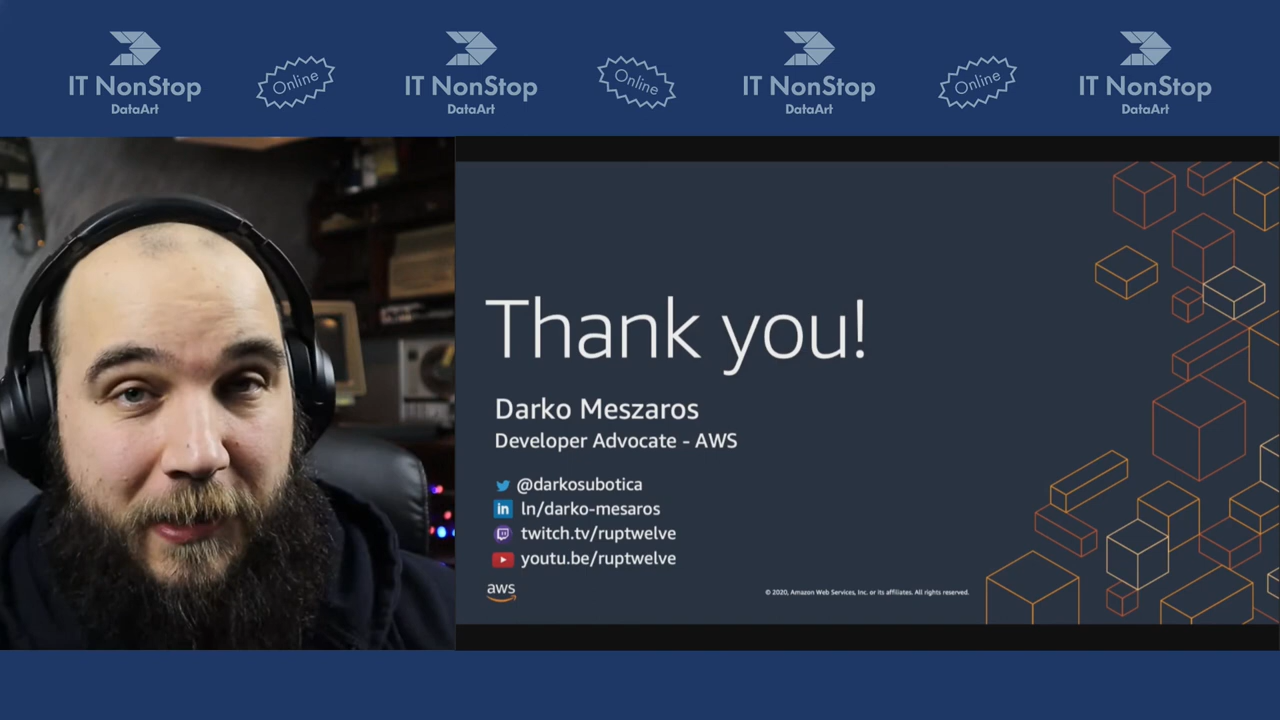 IT NonStop
DataArt
Online
IT NonStop
DataArt
Online
IT NonStop
DataArt
Online
IT NonStop
DataArt
Thank you!
Darko Meszaros
Developer Advocate - AWS
@darkosubotica
in ln/darko-mesaros
twitch.tv/ruptwelve
youtu.be/ruptwelve
aws
© 2020, Amazon Web Services, Inc. or its affiliates. All rights reserved.